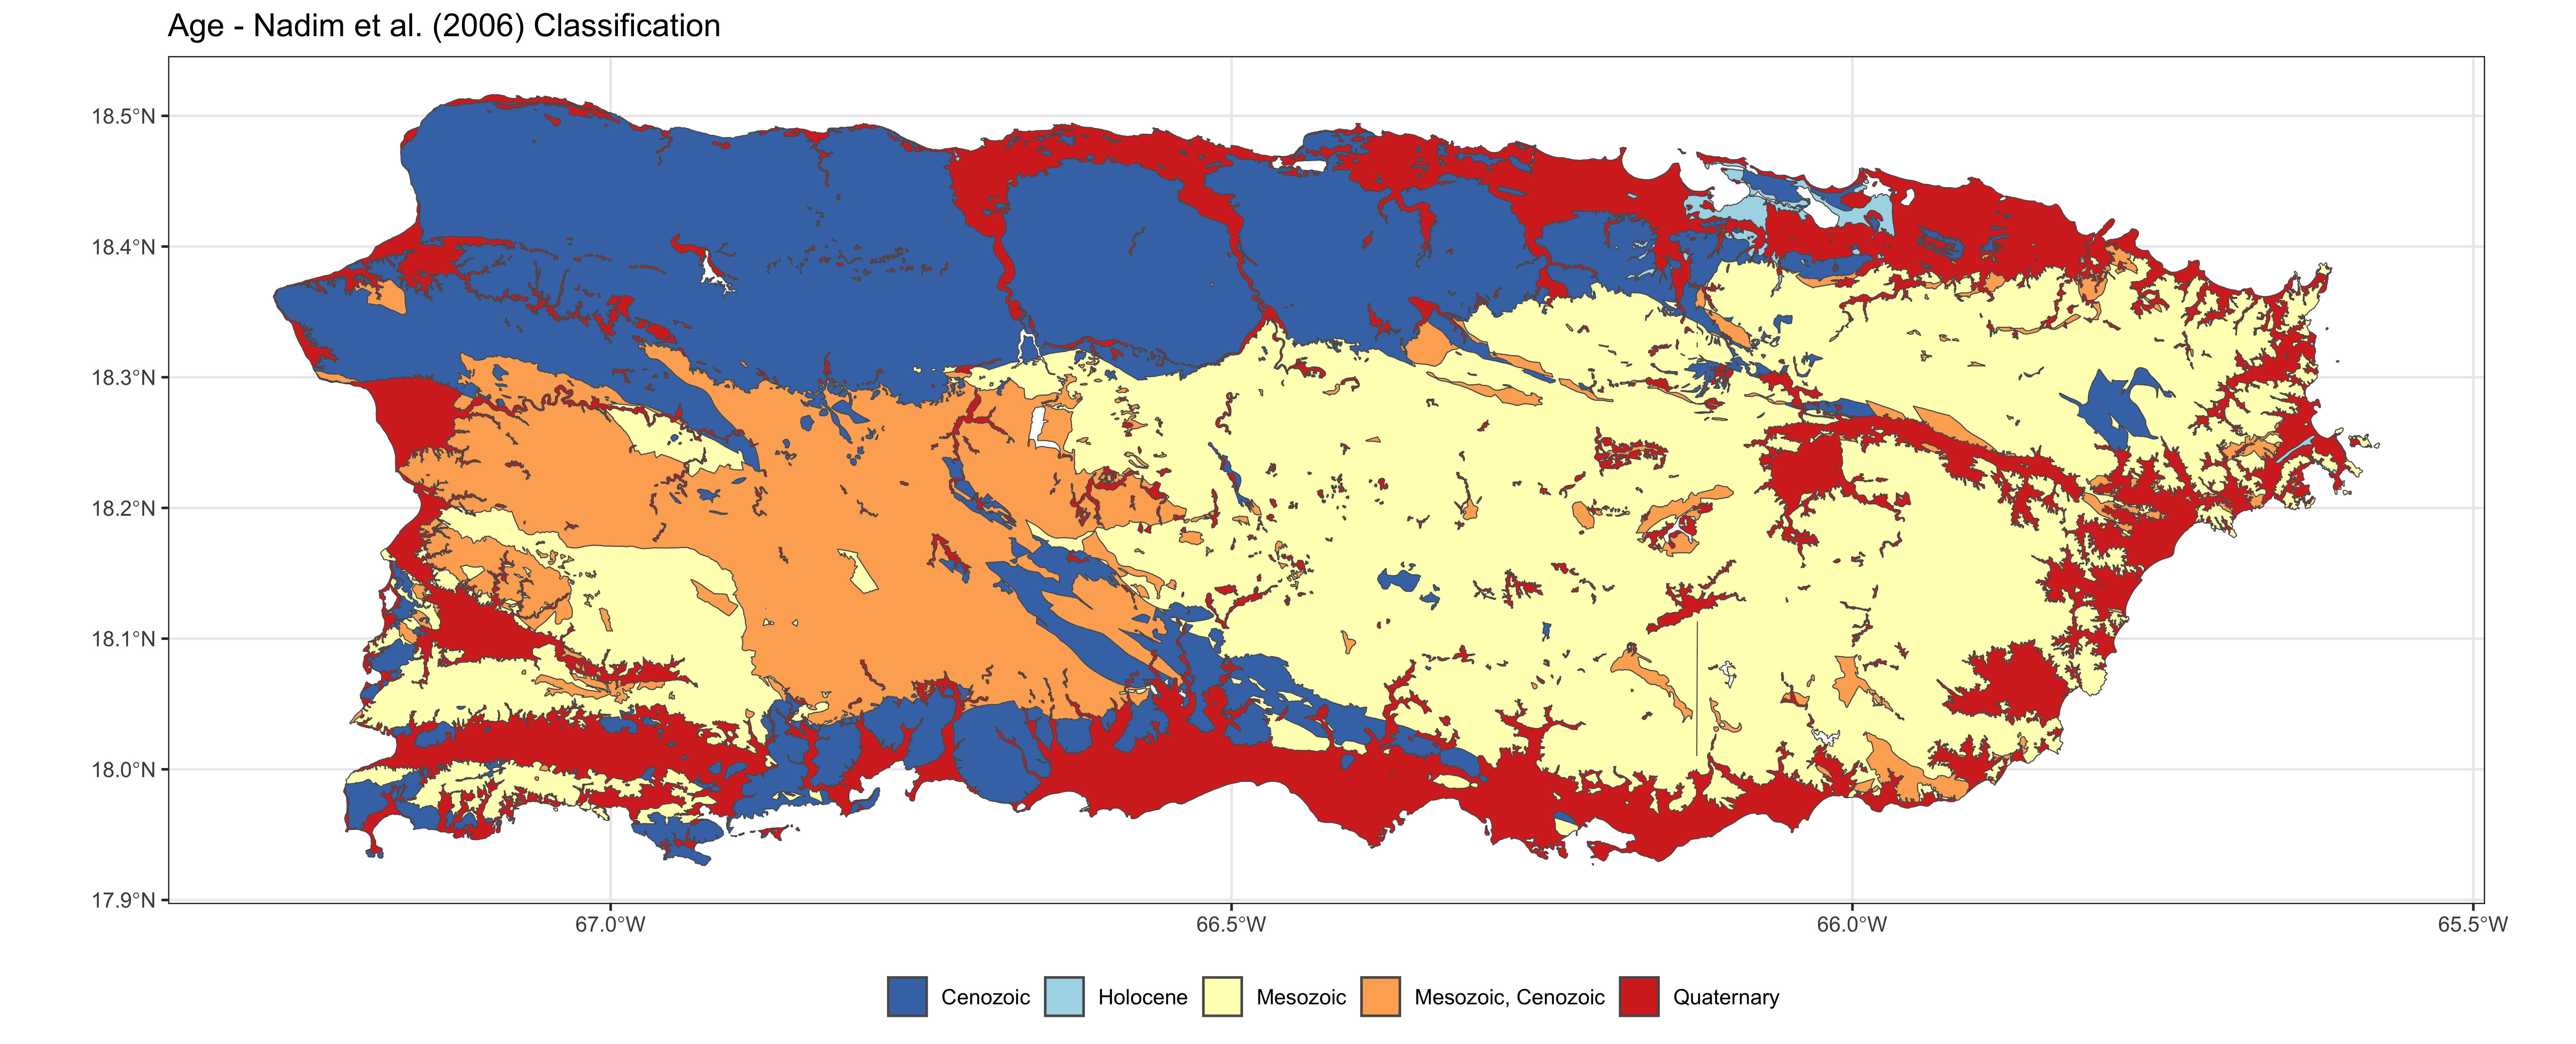 Age - Nadim et al. (2006) Classification
18.5°N
18.4°N
18.3°N
18.2°N
18.1°N
18.0°N
17.9°N
67.0°W
66.5°W
66.0°W
65.5°W
Cenozoic
Holocene
Mesozoic
Mesozoic, Cenozoic
Quaternary